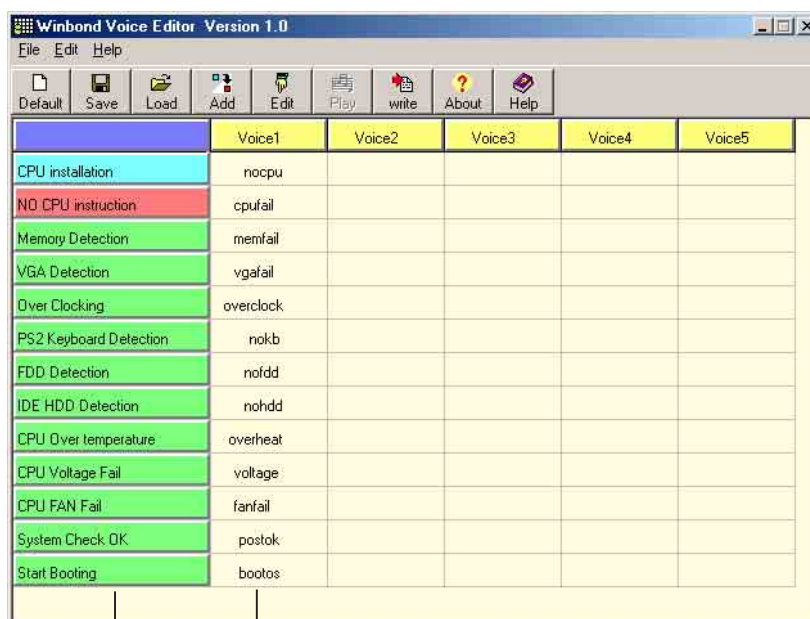 Winbond Voice Editor Version 1.0
File Edit Help
Default Save Load Add Edit Play write About Help
Voice1 Voice2 Voice3 Voice4 Voice5
CPU installation nocpu
NO CPU instruction cpufail
Memory Detection memfail
VGA Detection vgafail
Over Clocking overclock
PS2 Keyboard Detection nokb
FDD Detection nofdd
IDE HDD Detection nohdd
CPU Over temperature overheat
CPU Voltage Fail voltage
CPU FAN Fail fanfail
System Check OK postok
Start Booting bootos